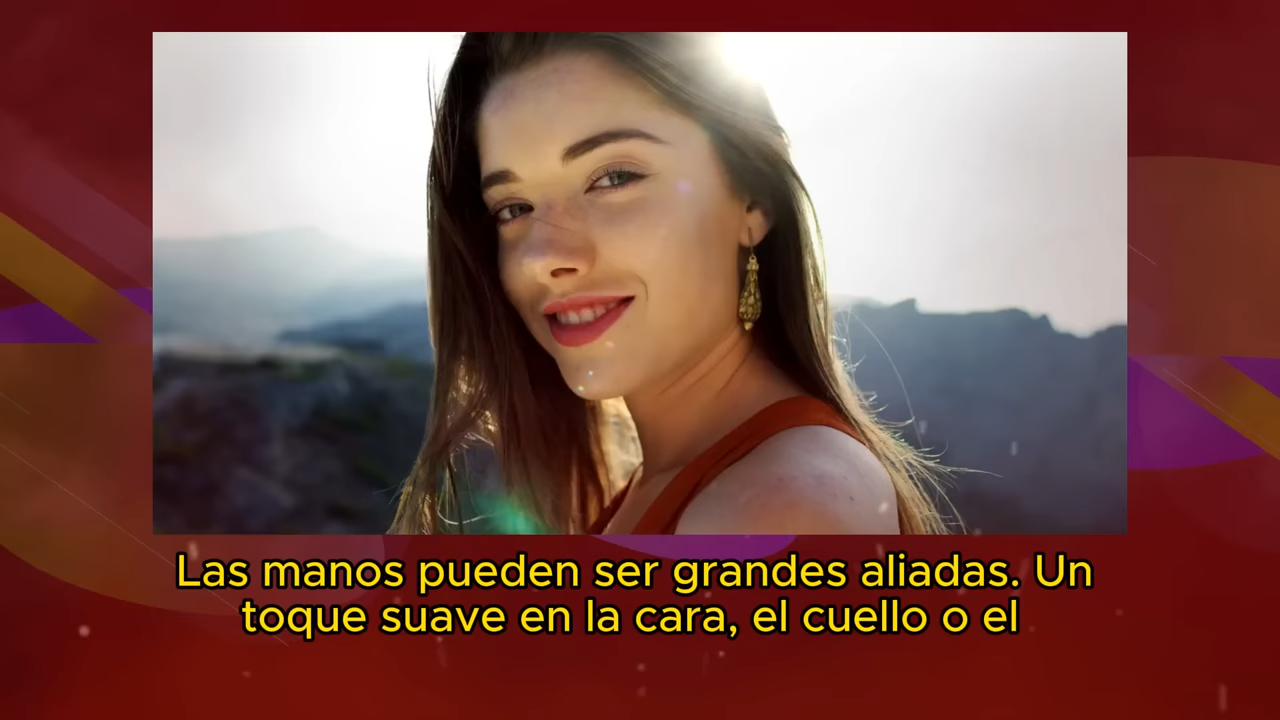 Las manos pueden ser grandes aliadas. Un
toque suave en la cara, el cuello o el